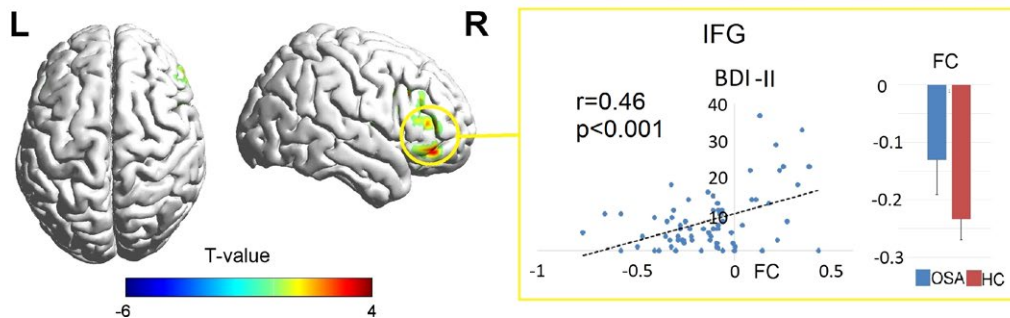 L
R
T-value
-6
4
IFG
BDI-II
r=0.46
p<0.001
40
30
20
10
0
-1
-0.5
0
0.5
FC
FC
0
-0.1
-0.2
-0.3
OSA
HC